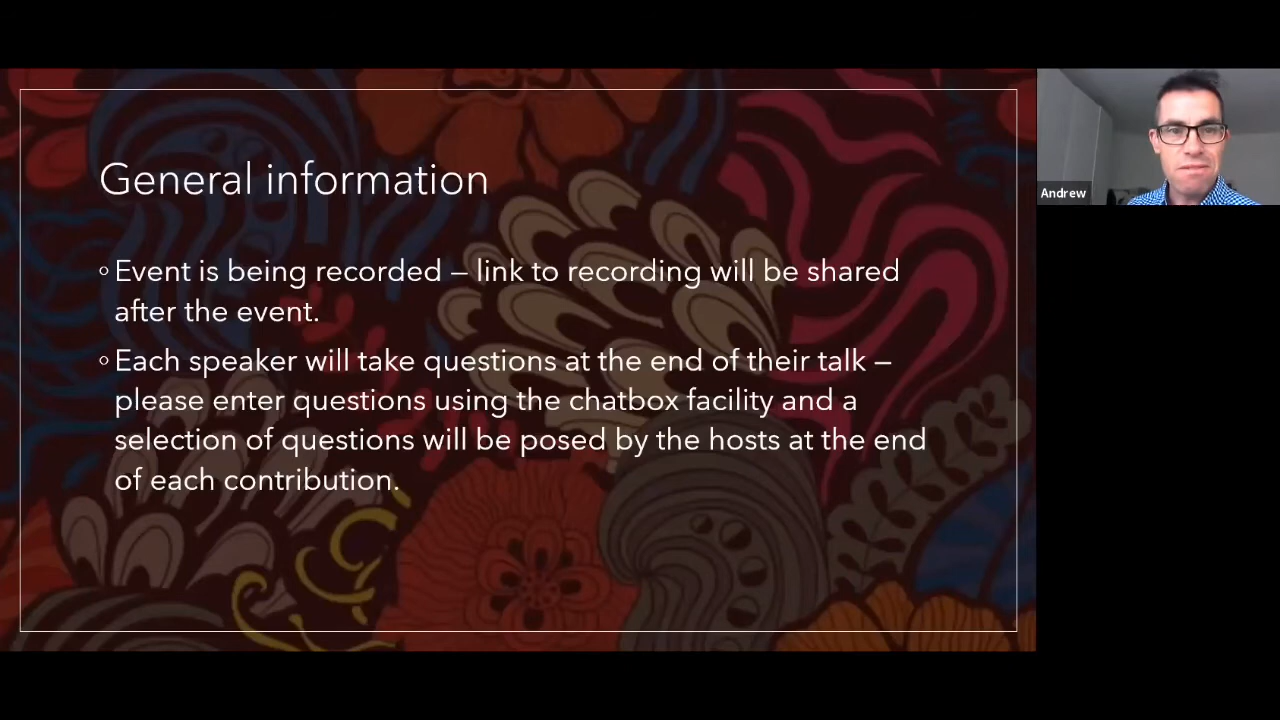 General information
◦ Event is being recorded – link to recording will be shared
after the event.
◦ Each speaker will take questions at the end of their talk –
please enter questions using the chatbox facility and a
selection of questions will be posed by the hosts at the end
of each contribution.
Andrew